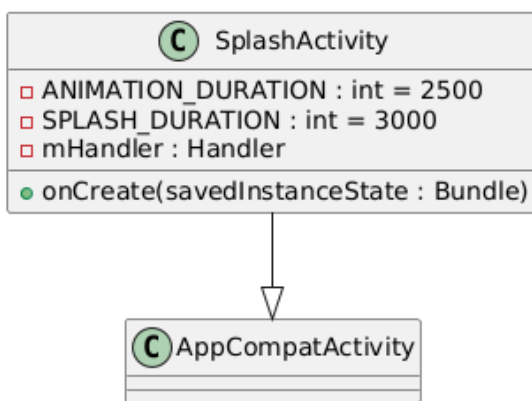 C SplashActivity
ANIMATION_DURATION : int = 2500
SPLASH_DURATION : int = 3000
mHandler : Handler
onCreate(savedInstanceState : Bundle)
C AppCompatActivity